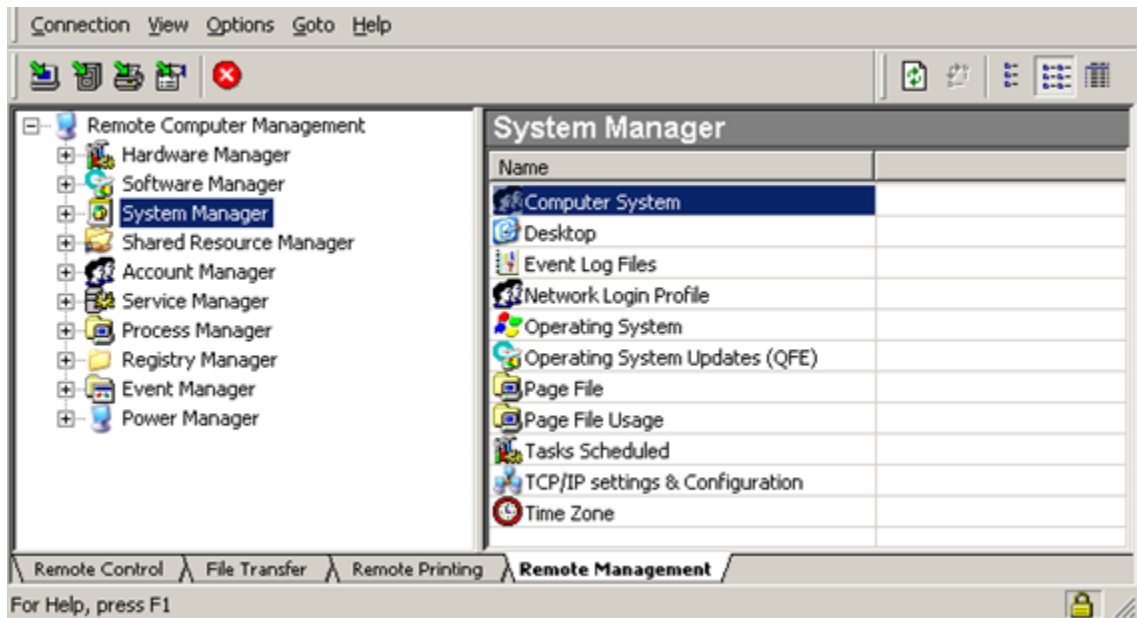 Connection View Options Goto Help
Remote Computer Management
Hardware Manager
Software Manager
System Manager
Shared Resource Manager
Account Manager
Service Manager
Process Manager
Registry Manager
Event Manager
Power Manager
System Manager
Name
Computer System
Desktop
Event Log Files
Network Login Profile
Operating System
Operating System Updates (QFE)
Page File
Page File Usage
Tasks Scheduled
TCP/IP settings & Configuration
Time Zone
Remote Control File Transfer Remote Printing Remote Management
For Help, press F1